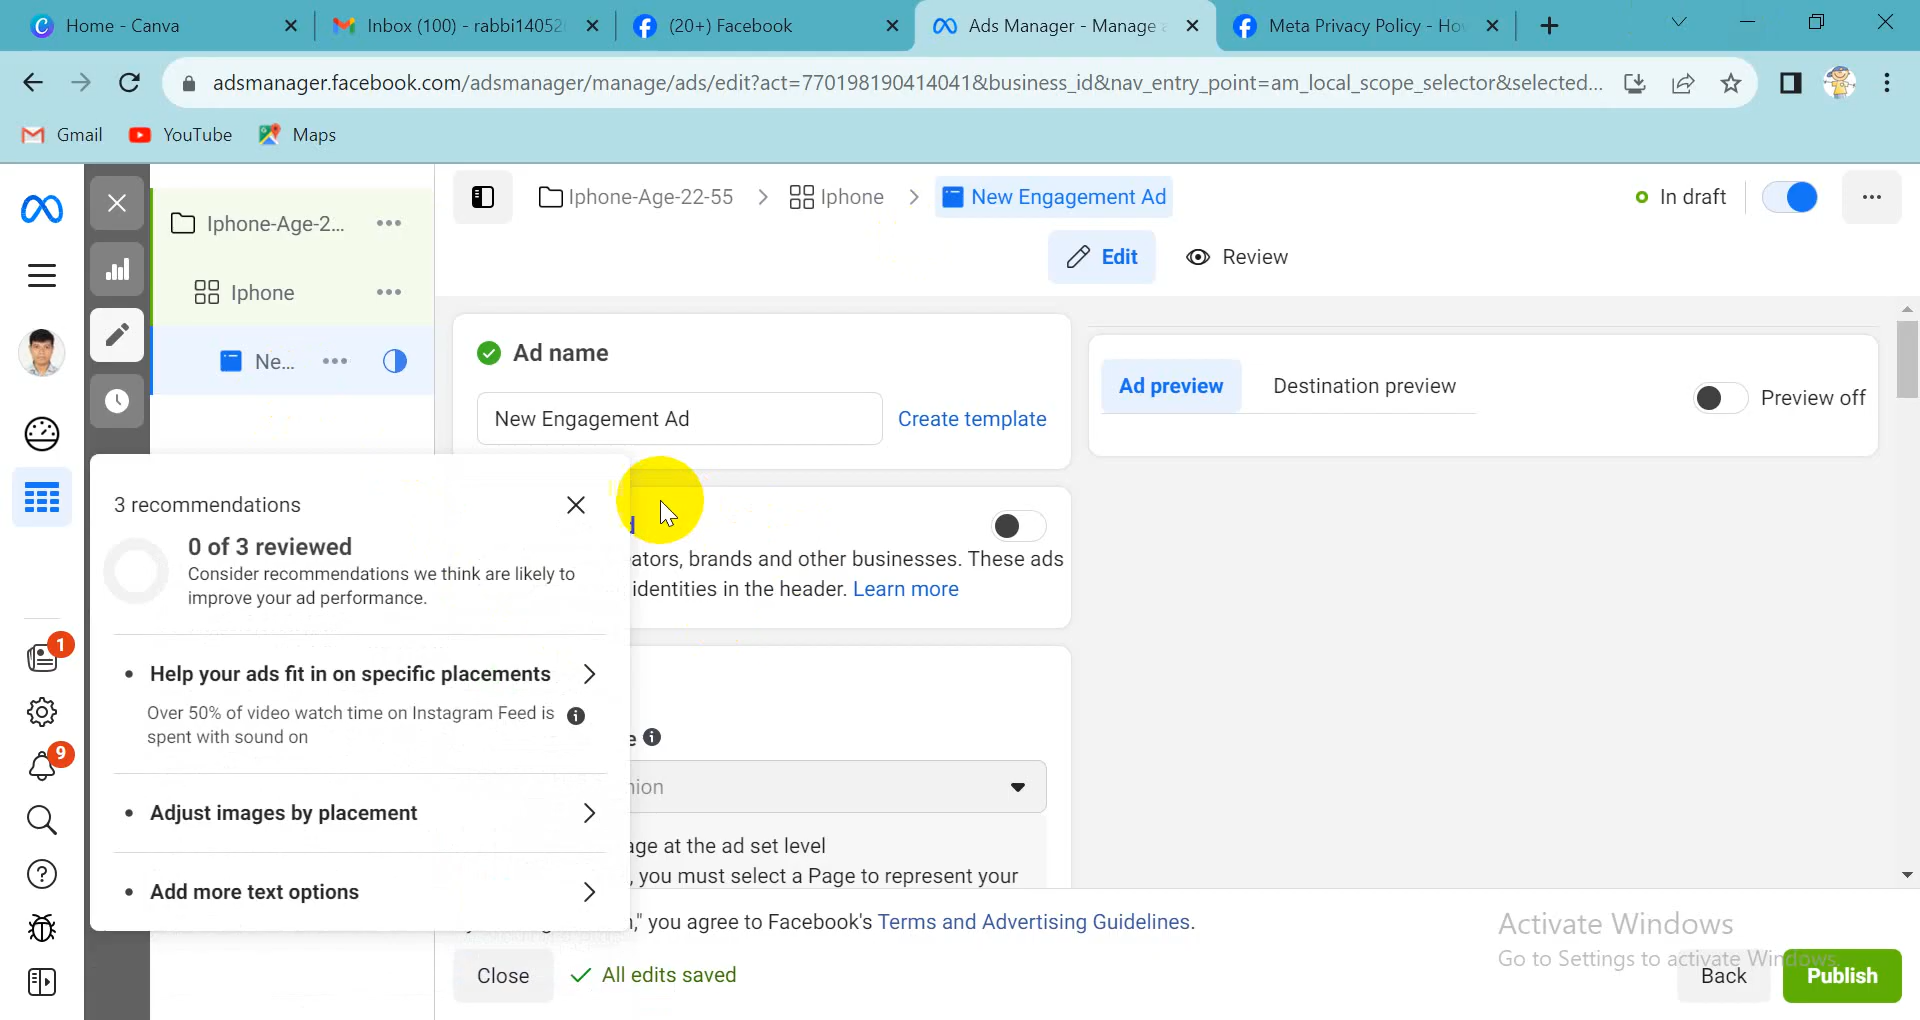 Home - Canva
Inbox (100) - rabbi14052
(20+) Facebook
Ads Manager - Manage a
Meta Privacy Policy - How
adsmanager.facebook.com/adsmanager/manage/ads/edit?act=770198190414041&business_id&nav_entry_point=am_local_scope_selector&selected...
Gmail
YouTube
Maps
Iphone-Age-22-55
Iphone
New Engagement Ad
In draft
Iphone-Age-2...
Iphone
Ne...
Edit
Review
Ad name
New Engagement Ad
Create template
Ad preview
Destination preview
Preview off
3 recommendations
0 of 3 reviewed
Consider recommendations we think are likely to
improve your ad performance.
Help your ads fit in on specific placements
Over 50% of video watch time on Instagram Feed is
spent with sound on
Adjust images by placement
Add more text options
ators, brands and other businesses. These ads
identities in the header. Learn more
e
nion
age at the ad set level
, you must select a Page to represent your
," you agree to Facebook's Terms and Advertising Guidelines.
1
9
Close
All edits saved
Activate Windows
Go to Settings to activate Windows.
Back
Publish